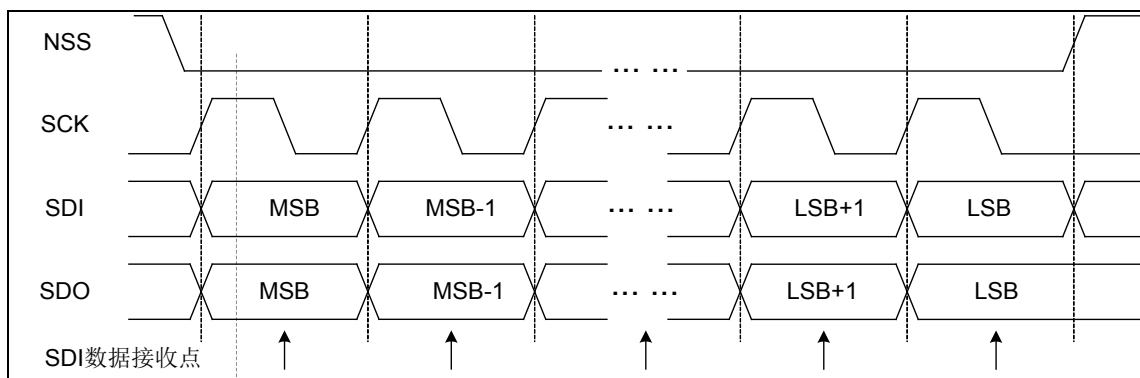 NSS
... ...
SCK
... ...
SDI
MSB
MSB-1
... ...
LSB+1
LSB
SDO
MSB
MSB-1
... ...
LSB+1
LSB
SDI数据接收点